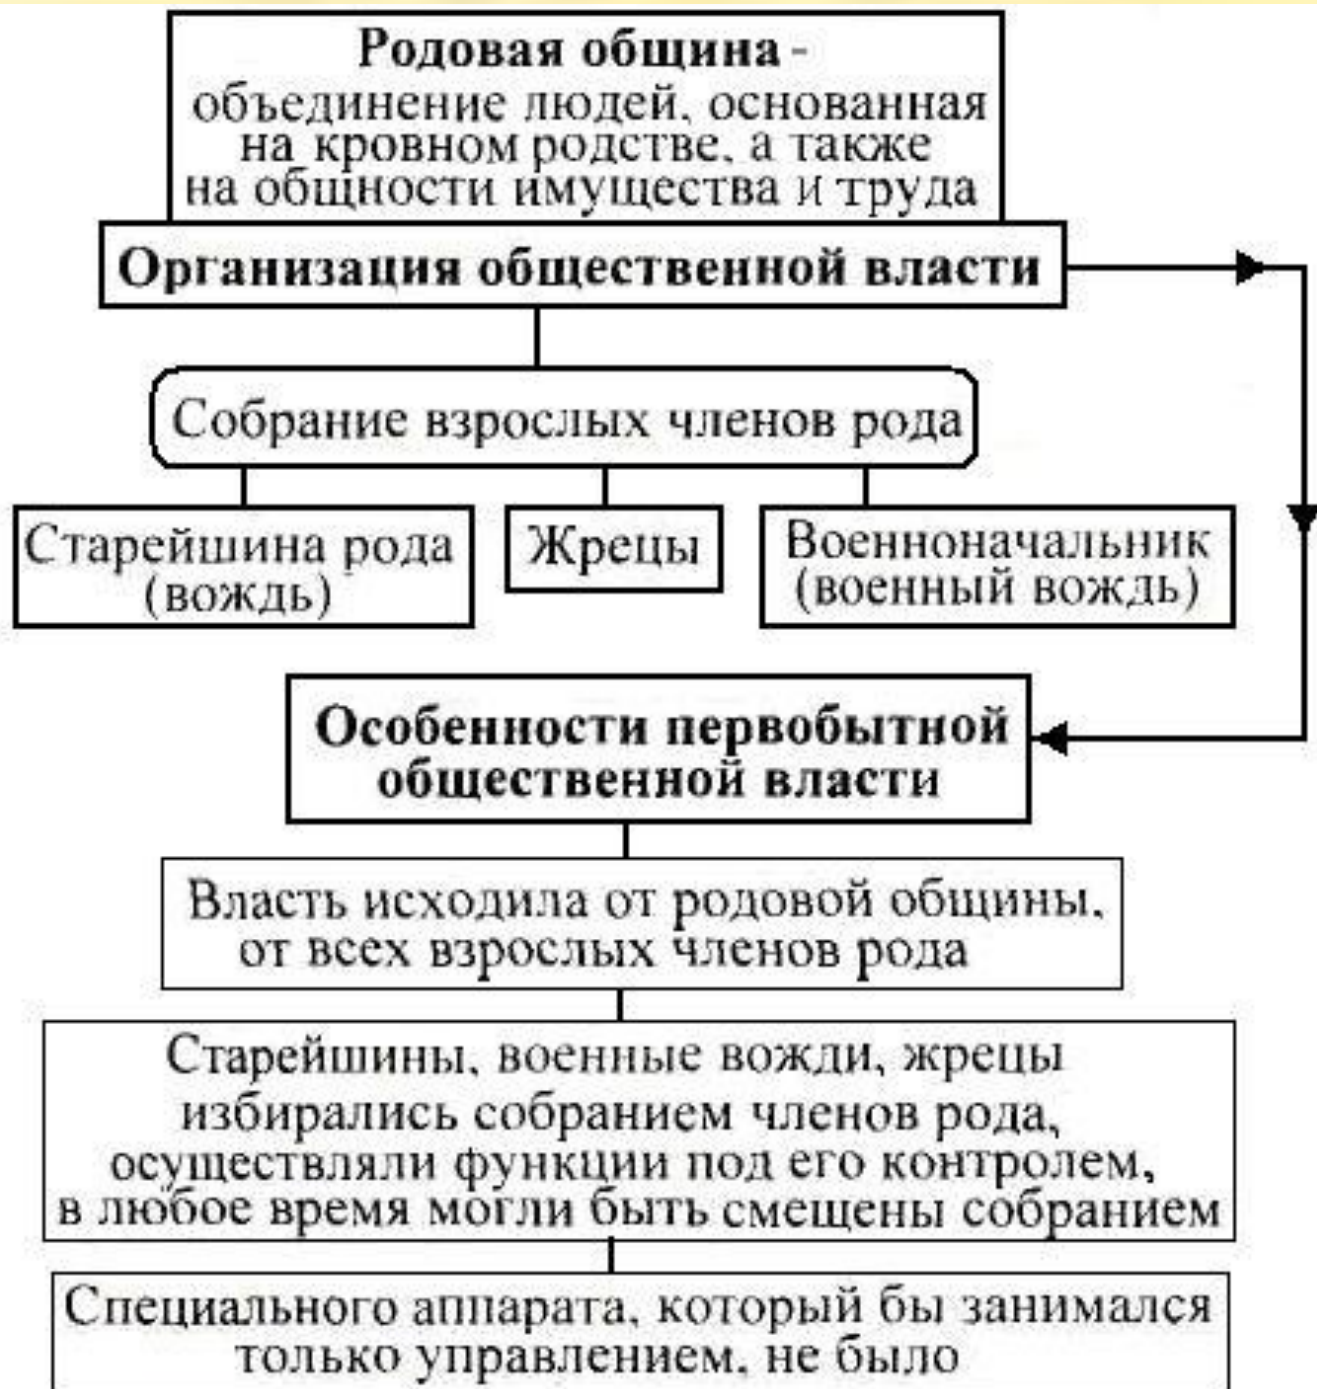 Родовая община -
объединение людей, основанная
на кровном родстве, а также
на общности имущества и труда
Организация общественной власти
Собрание взрослых членов рода
Старейшина рода
(вождь)
Жрецы
Военноначальник
(военный вождь)
Особенности первобытной
общественной власти
Власть исходила от родовой общины,
от всех взрослых членов рода
Старейшины, военные вожди, жрецы
избирались собранием членов рода,
осуществляли функции под его контролем,
в любое время могли быть смещены собранием
Специального аппарата, который бы занимался
только управлением, не было